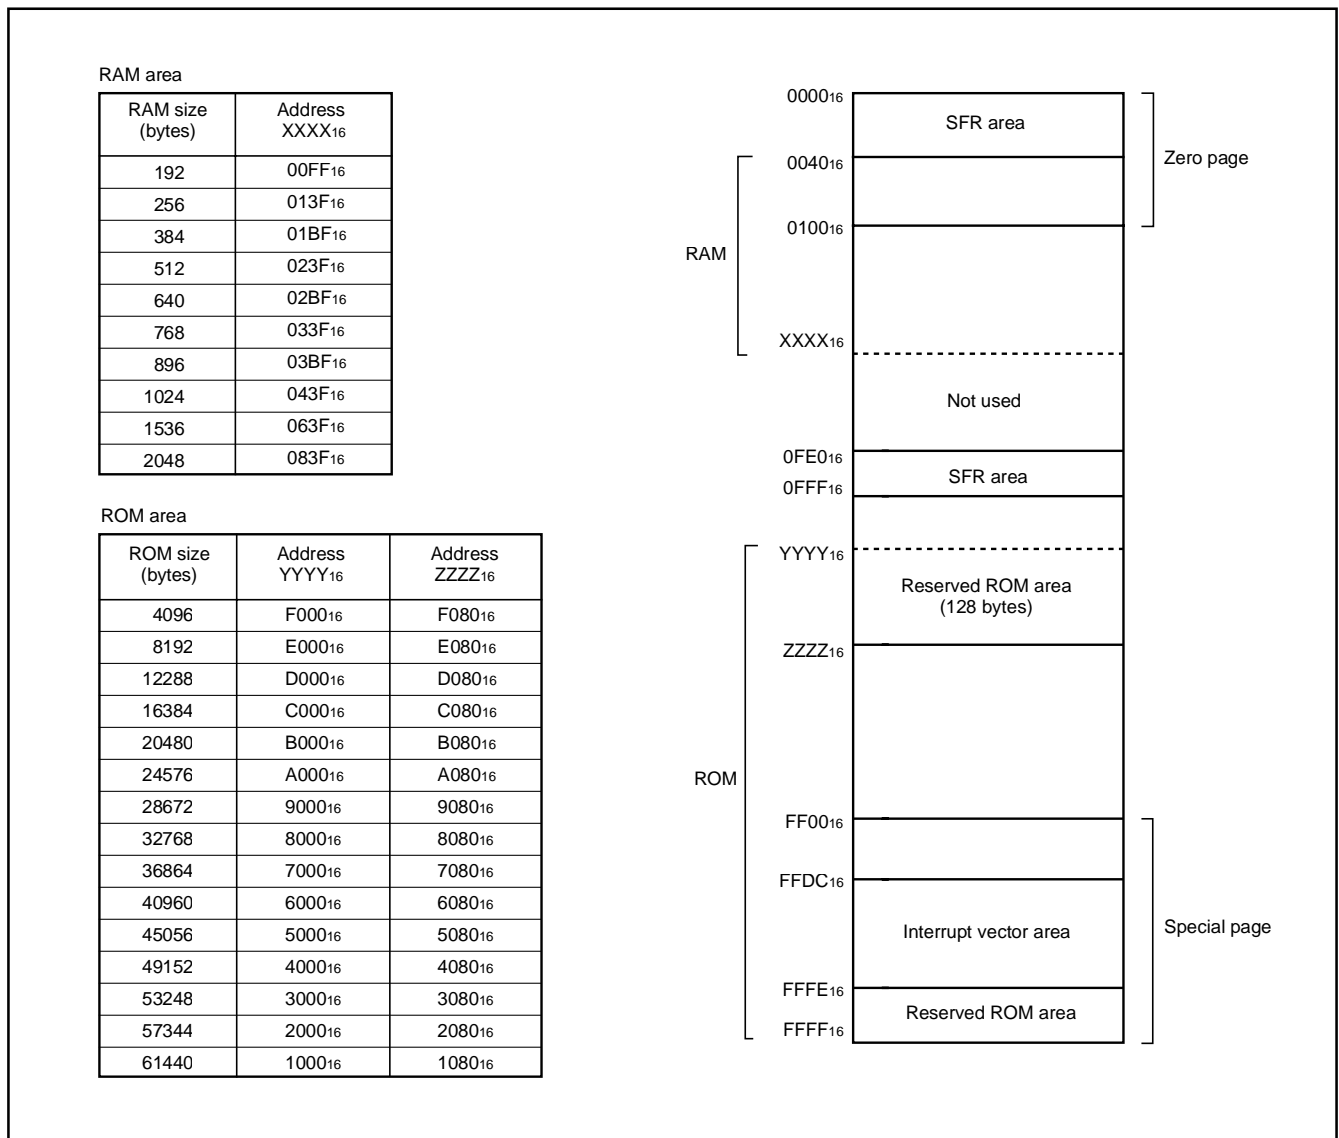 RAM area
RAM size (bytes) Address XXXX16
192 00FF16
256 013F16
384 01BF16
512 023F16
640 02BF16
768 033F16
896 03BF16
1024 043F16
1536 063F16
2048 083F16
ROM area
ROM size (bytes) Address YYYY16 Address ZZZZ16
4096 F00016 F08016
8192 E00016 E08016
12288 D00016 D08016
16384 C00016 C08016
20480 B00016 B08016
24576 A00016 A08016
28672 900016 908016
32768 800016 808016
36864 700016 708016
40960 600016 608016
45056 500016 508016
49152 400016 408016
53248 300016 308016
57344 200016 208016
61440 100016 108016
000016
SFR area
004016
Zero page
010016
RAM
XXXX16
Not used
0FE016
SFR area
0FFF16
YYYY16
Reserved ROM area
(128 bytes)
ZZZZ16
ROM
FF0016
FFDC16
Interrupt vector area
Special page
FFFE16
Reserved ROM area
FFFF16